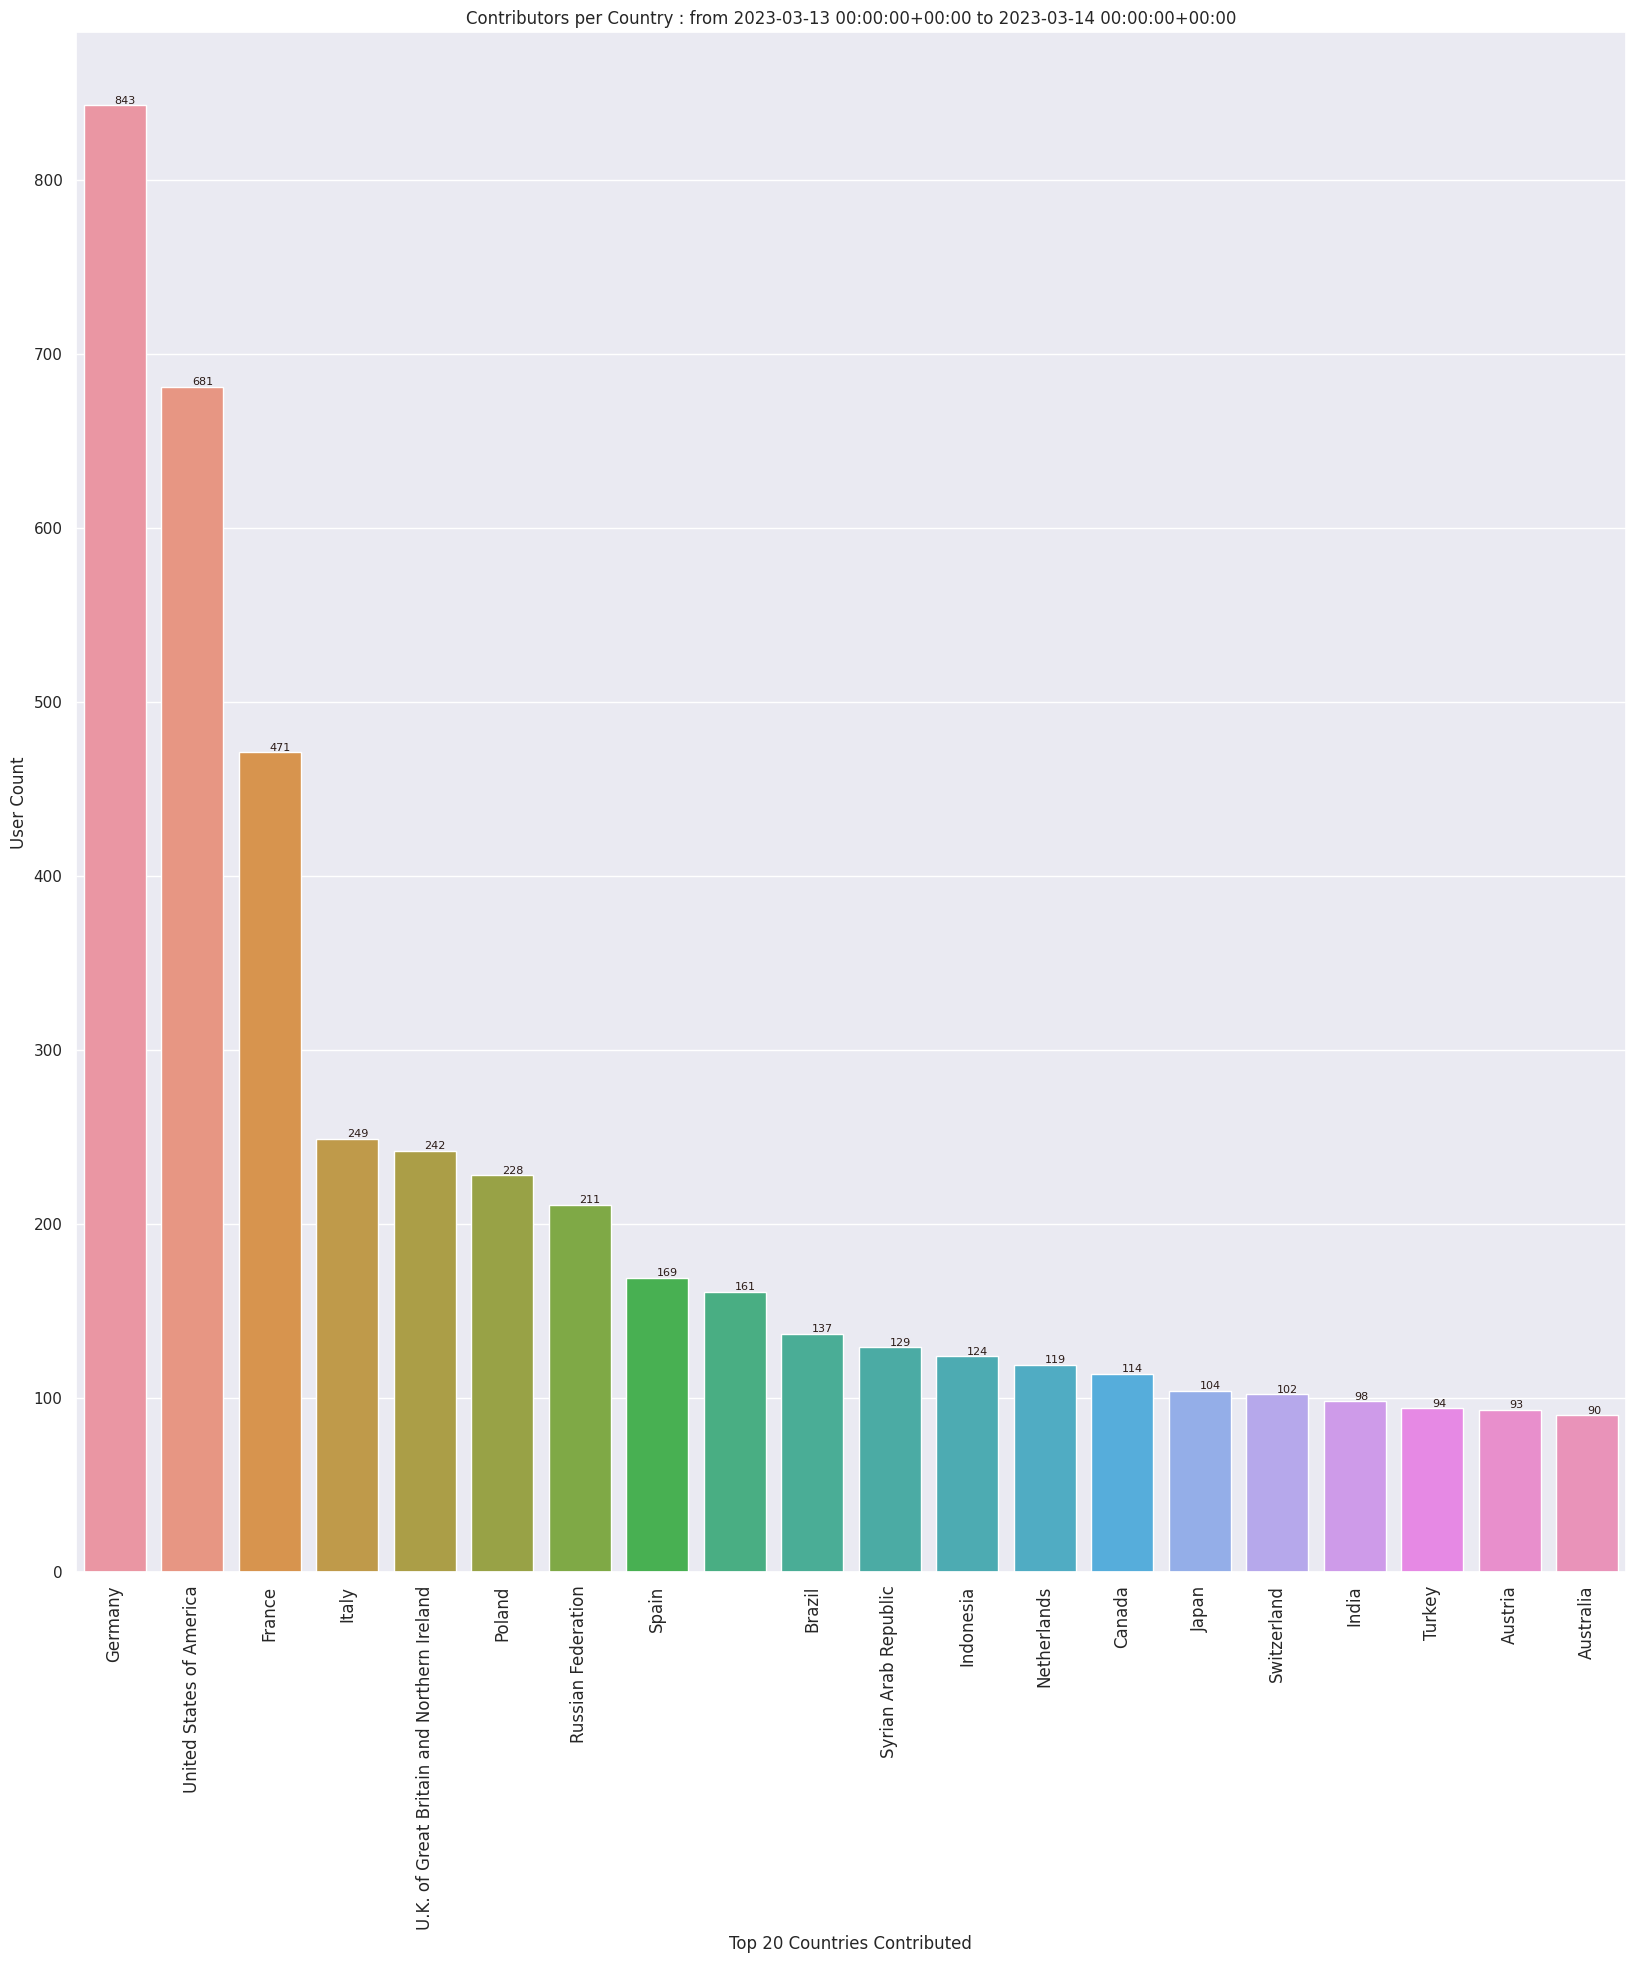 Contributors per Country : from 2023-03-13 00:00:00+00:00 to 2023-03-14 00:00:00+00:00
User Count
800
700
600
500
400
300
200
100
0
843
681
471
249
242
228
211
169
161
137
129
124
119
114
104
102
98
94
93
90
Germany
United States of America
France
Italy
U.K. of Great Britain and Northern Ireland
Poland
Russian Federation
Spain
Brazil
Syrian Arab Republic
Indonesia
Netherlands
Canada
Japan
Switzerland
India
Turkey
Austria
Australia
Top 20 Countries Contributed